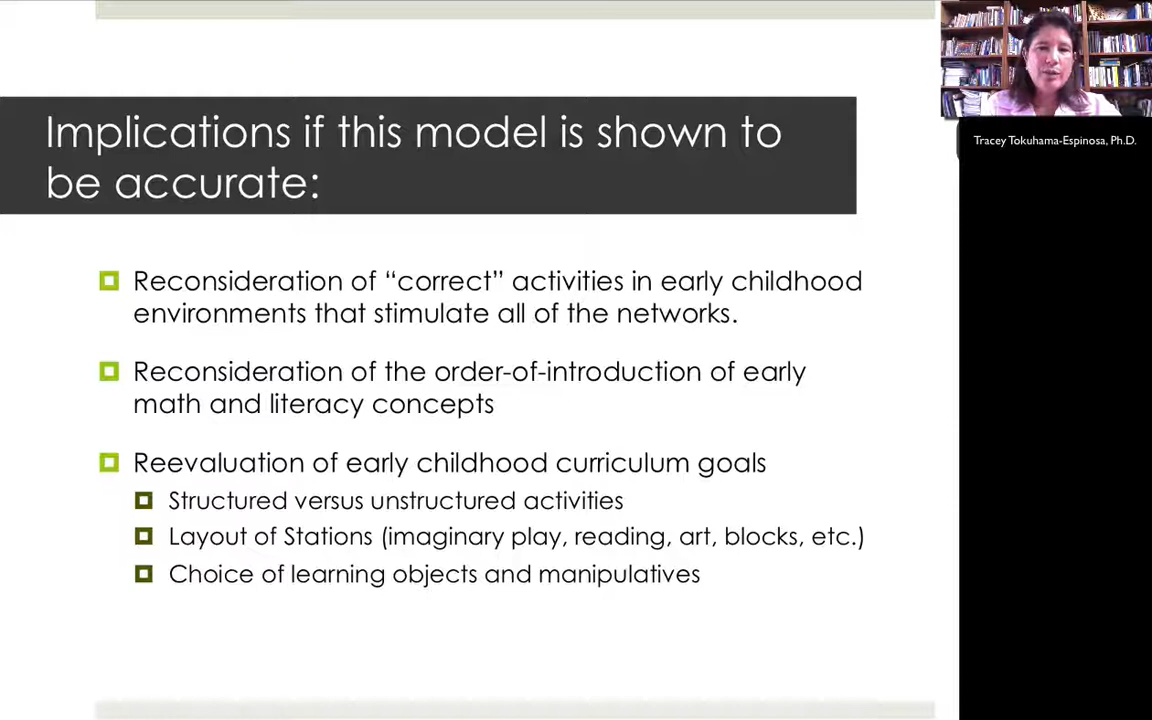 Implications if this model is shown to
be accurate:
Tracey Tokuhama-Espinosa, Ph.D.
Reconsideration of “correct” activities in early childhood
environments that stimulate all of the networks.
Reconsideration of the order-of-introduction of early
math and literacy concepts
Reevaluation of early childhood curriculum goals
Structured versus unstructured activities
Layout of Stations (imaginary play, reading, art, blocks, etc.)
Choice of learning objects and manipulatives